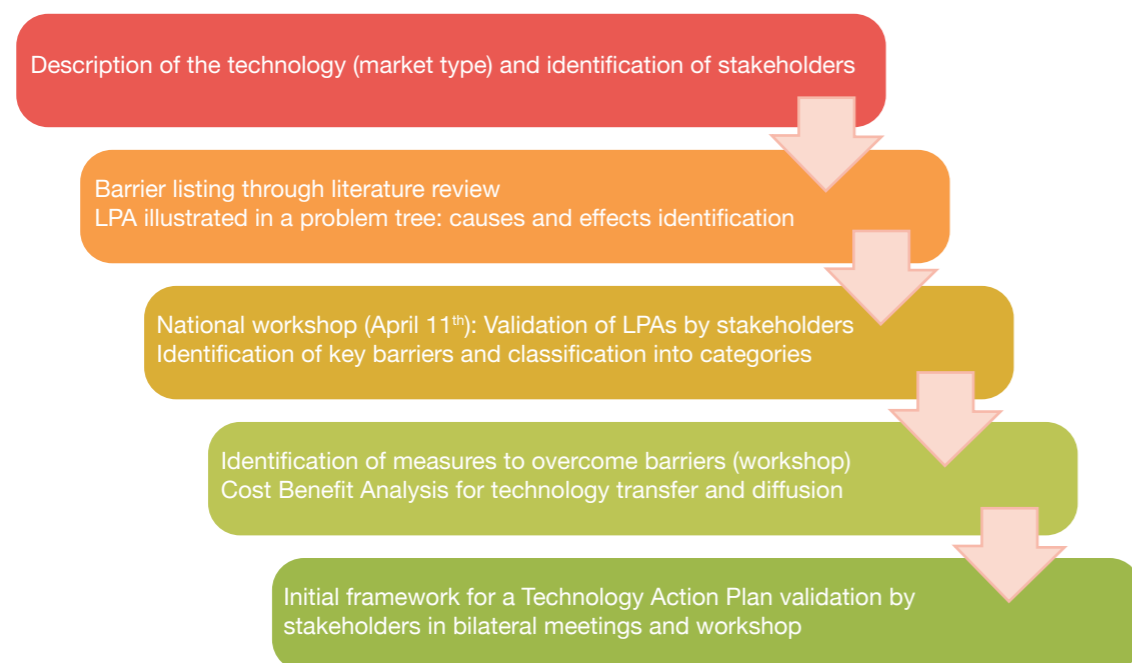 Description of the technology (market type) and identification of stakeholders
Barrier listing through literature review
LPA illustrated in a problem tree: causes and effects identification
National workshop (April 11th): Validation of LPAs by stakeholders
Identification of key barriers and classification into categories
Identification of measures to overcome barriers (workshop)
Cost Benefit Analysis for technology transfer and diffusion
Initial framework for a Technology Action Plan validation by
stakeholders in bilateral meetings and workshop